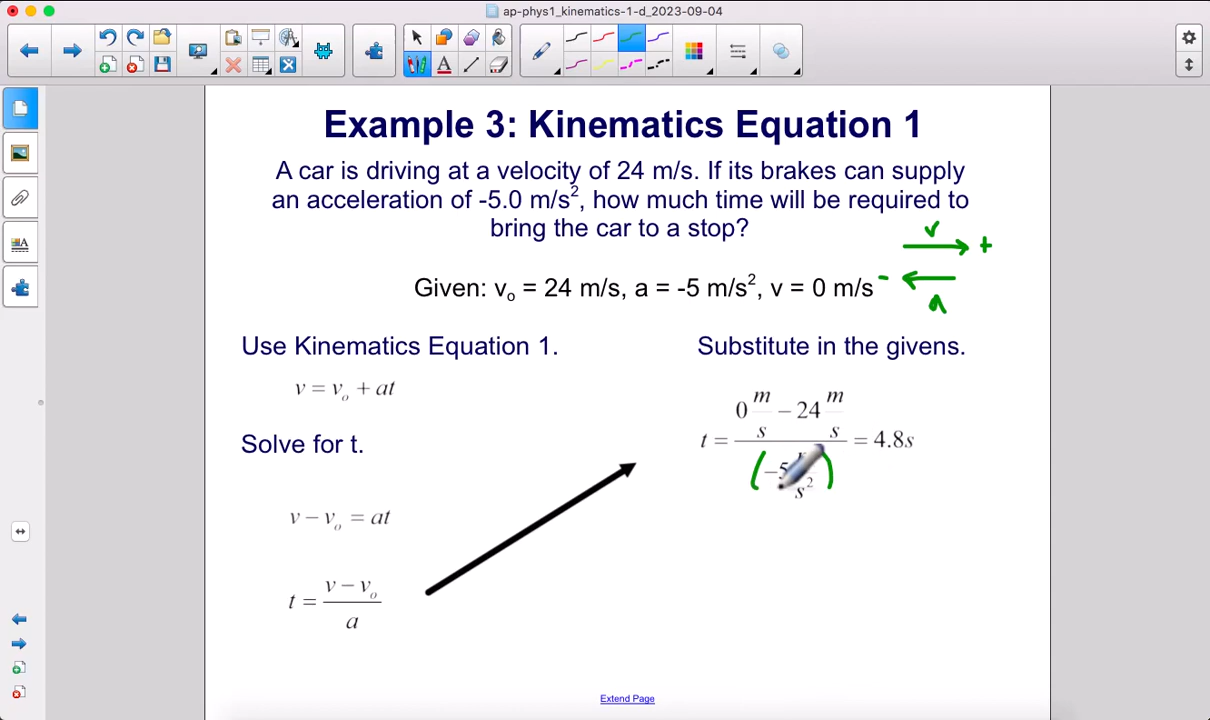 ap-phys1_kinematics-1-d_2023-09-04
Example 3: Kinematics Equation 1
A car is driving at a velocity of 24 m/s. If its brakes can supply
an acceleration of -5.0 m/s², how much time will be required to
bring the car to a stop?
v
+
Given: vₒ = 24 m/s, a = -5 m/s², v = 0 m/s
-
a
Use Kinematics Equation 1.
v = vₒ + at
Solve for t.
v − vₒ = at
t = (v − vₒ) / a
Substitute in the givens.
t = (0 m/s − 24 m/s) / (−5 /s²) = 4.8s
Extend Page